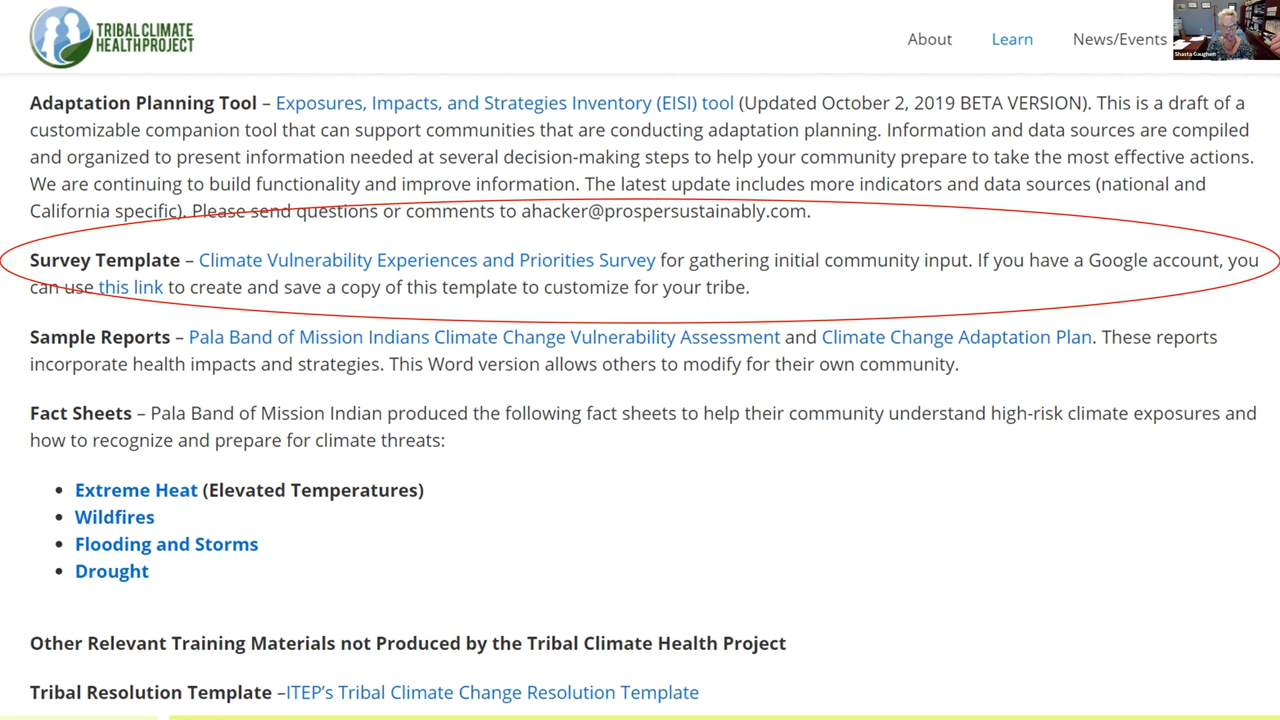 TRIBAL CLIMATE
HEALTH PROJECT
About Learn News/Events
Shasta Gaughen
Adaptation Planning Tool – Exposures, Impacts, and Strategies Inventory (EISI) tool (Updated October 2, 2019 BETA VERSION). This is a draft of a
customizable companion tool that can support communities that are conducting adaptation planning. Information and data sources are compiled
and organized to present information needed at several decision-making steps to help your community prepare to take the most effective actions.
We are continuing to build functionality and improve information. The latest update includes more indicators and data sources (national and
California specific). Please send questions or comments to ahacker@prospersustainably.com.
Survey Template – Climate Vulnerability Experiences and Priorities Survey for gathering initial community input. If you have a Google account, you
can use this link to create and save a copy of this template to customize for your tribe.
Sample Reports – Pala Band of Mission Indians Climate Change Vulnerability Assessment and Climate Change Adaptation Plan. These reports
incorporate health impacts and strategies. This Word version allows others to modify for their own community.
Fact Sheets – Pala Band of Mission Indian produced the following fact sheets to help their community understand high-risk climate exposures and
how to recognize and prepare for climate threats:
• Extreme Heat (Elevated Temperatures)
• Wildfires
• Flooding and Storms
• Drought
Other Relevant Training Materials not Produced by the Tribal Climate Health Project
Tribal Resolution Template –ITEP's Tribal Climate Change Resolution Template